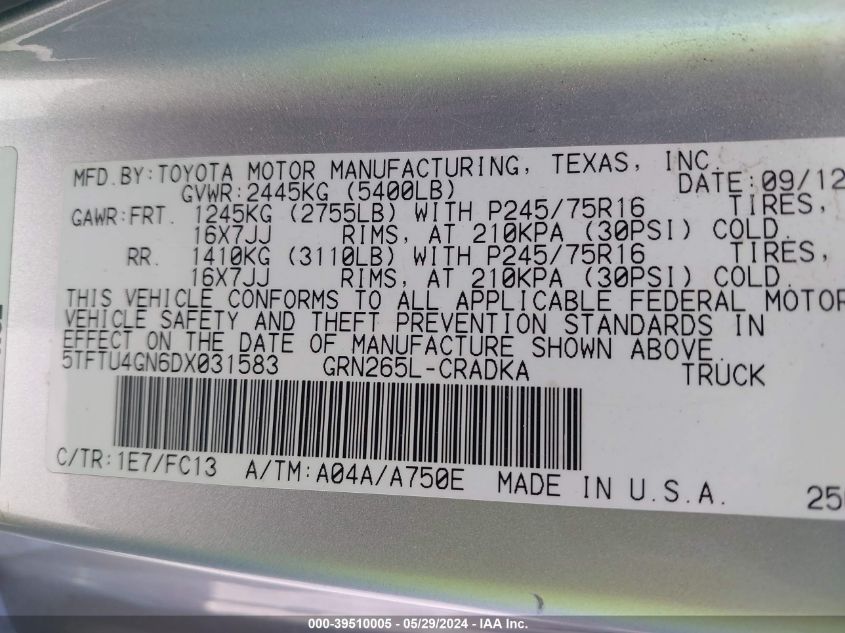 MFD.BY:TOYOTA MOTOR MANUFACTURING, TEXAS, INC.
GVWR:2445KG (5400LB) DATE:09/12
GAWR:FRT. 1245KG (2755LB) WITH P245/75R16 TIRES,
16X7JJ RIMS, AT 210KPA (30PSI) COLD.
RR. 1410KG (3110LB) WITH P245/75R16 TIRES,
16X7JJ RIMS, AT 210KPA (30PSI) COLD.
THIS VEHICLE CONFORMS TO ALL APPLICABLE FEDERAL MOTOR
VEHICLE SAFETY AND THEFT PREVENTION STANDARDS IN
EFFECT ON THE DATE OF MANUFACTURE SHOWN ABOVE.
5TFTU4GN6DX031583 GRN265L-CRADKA TRUCK
C/TR:1E7/FC13 A/TM:A04A/A750E MADE IN U.S.A.
000-39510005 - 05/29/2024 - IAA Inc.